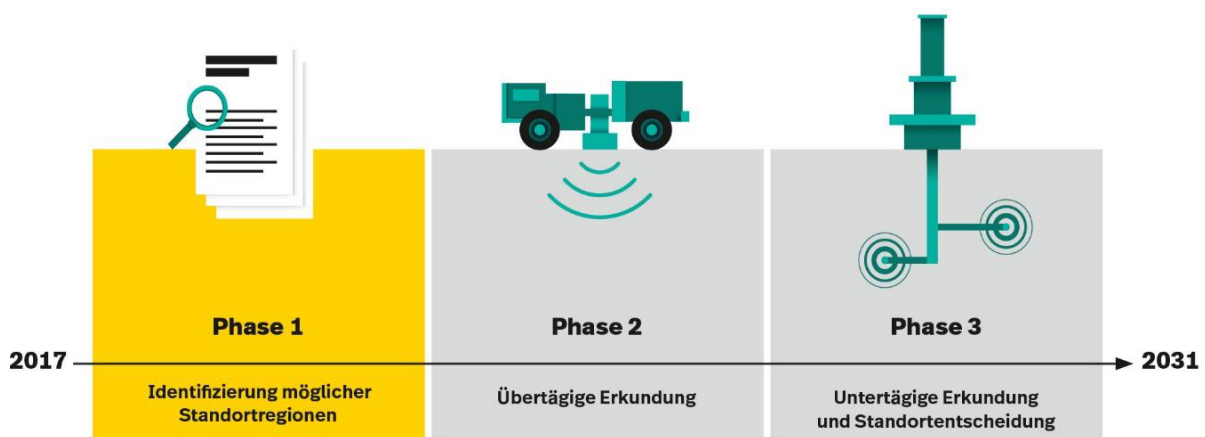 Phase 1
Phase 2
Phase 3
2017
2031
Identifizierung möglicher
Standortregionen
Übertägige Erkundung
Untertägige Erkundung
und Standortentscheidung